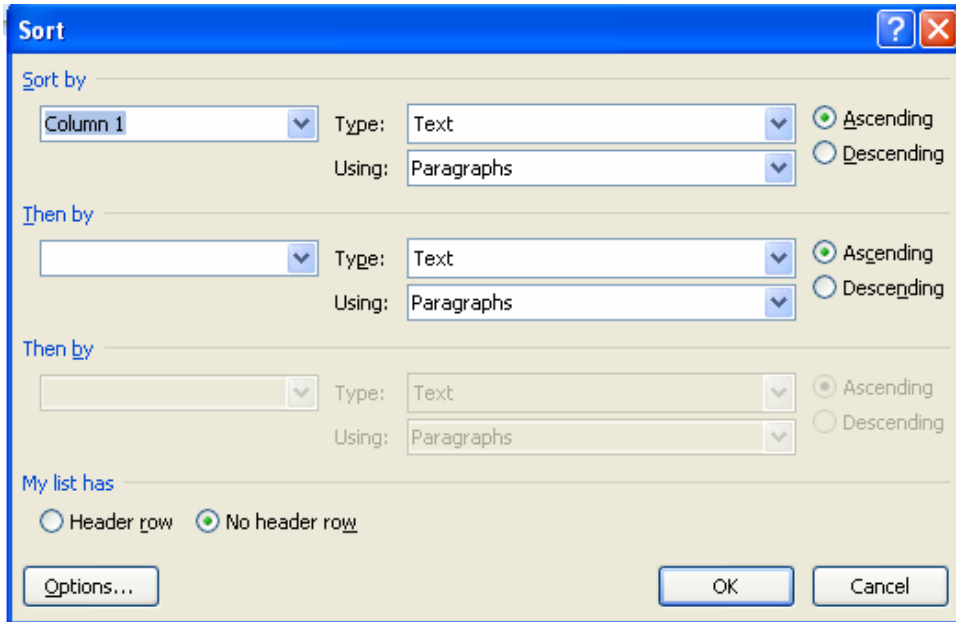 Sort
Sort by
Column 1 Type: Text Ascending
Using: Paragraphs Descending
Then by
Type: Text Ascending
Using: Paragraphs Descending
Then by
Type: Text Ascending
Using: Paragraphs Descending
My list has
Header row No header row
Options... OK Cancel